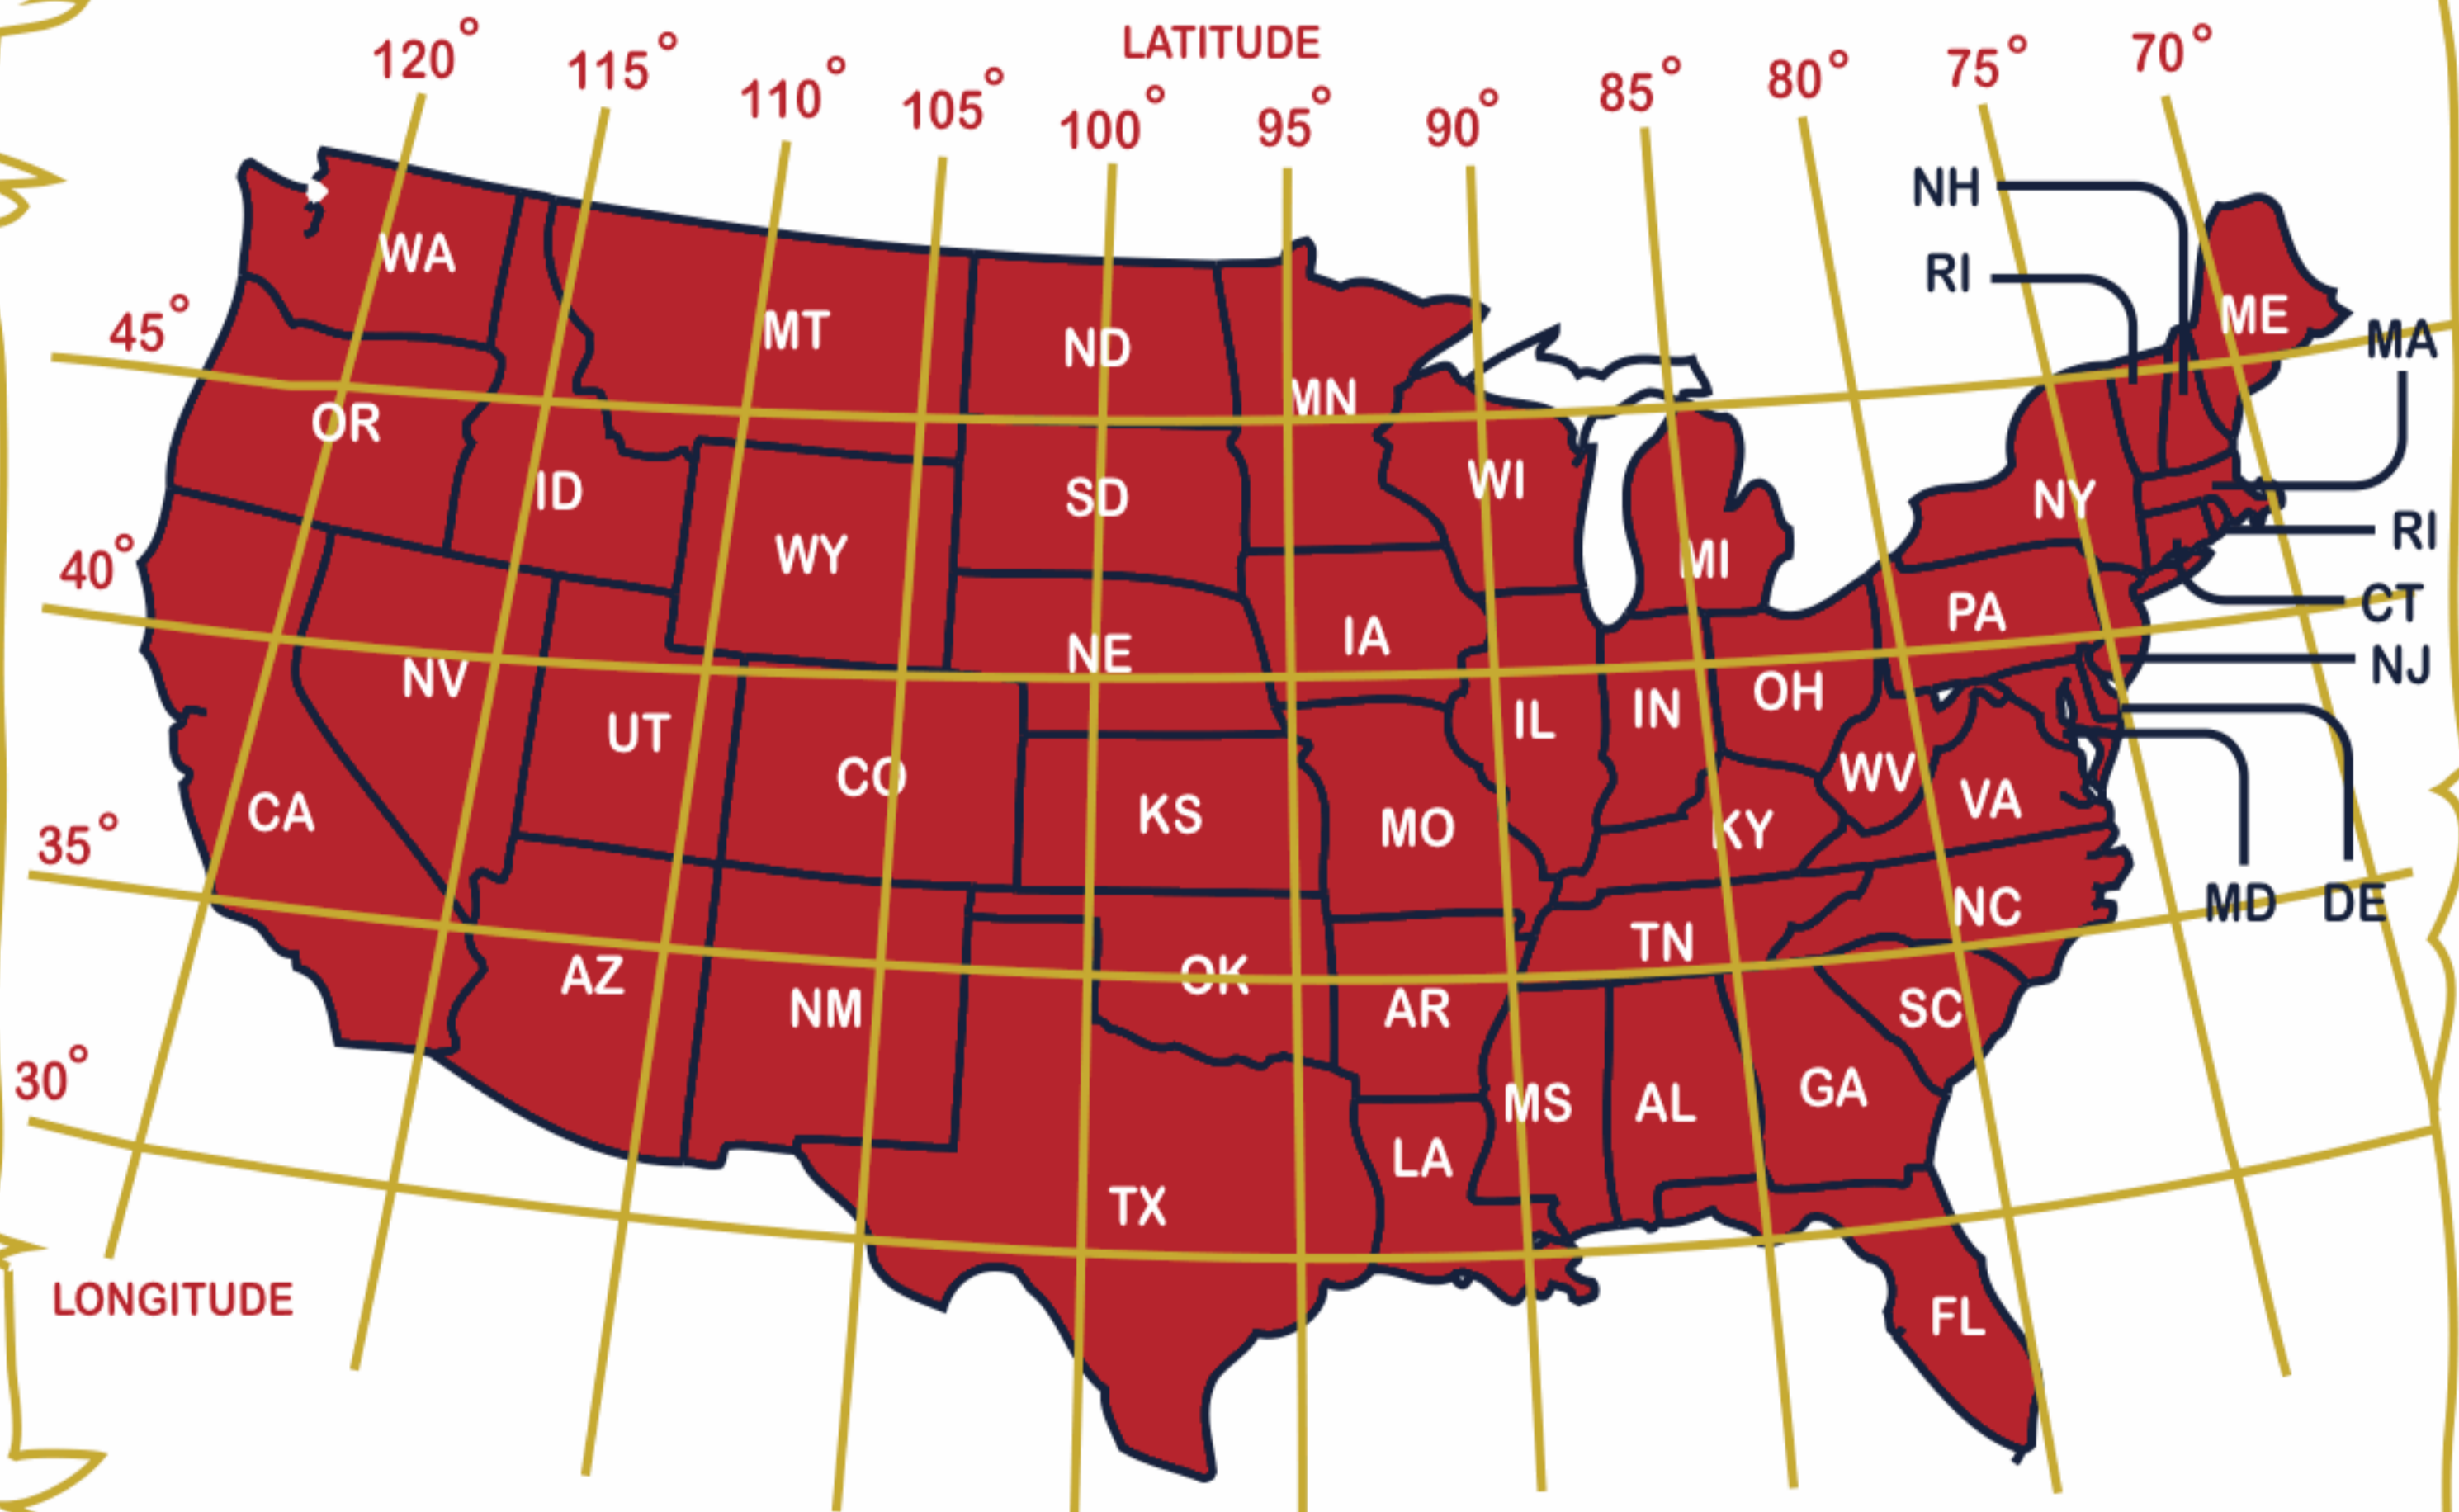 LATITUDE
120° 115° 110° 105° 100° 95° 90° 85° 80° 75° 70°
45°
40°
35°
30°
LONGITUDE
NH
RI
WA
MT
ND
MN
ME
MA
OR
ID
SD
WI
NY
WY
MI
RI
CT
NV
NE
IA
PA
NJ
UT
CO
IL
IN
OH
CA
KS
MO
KY
WV
VA
AZ
NM
OK
AR
TN
NC
MD
DE
SC
TX
LA
MS
AL
GA
FL